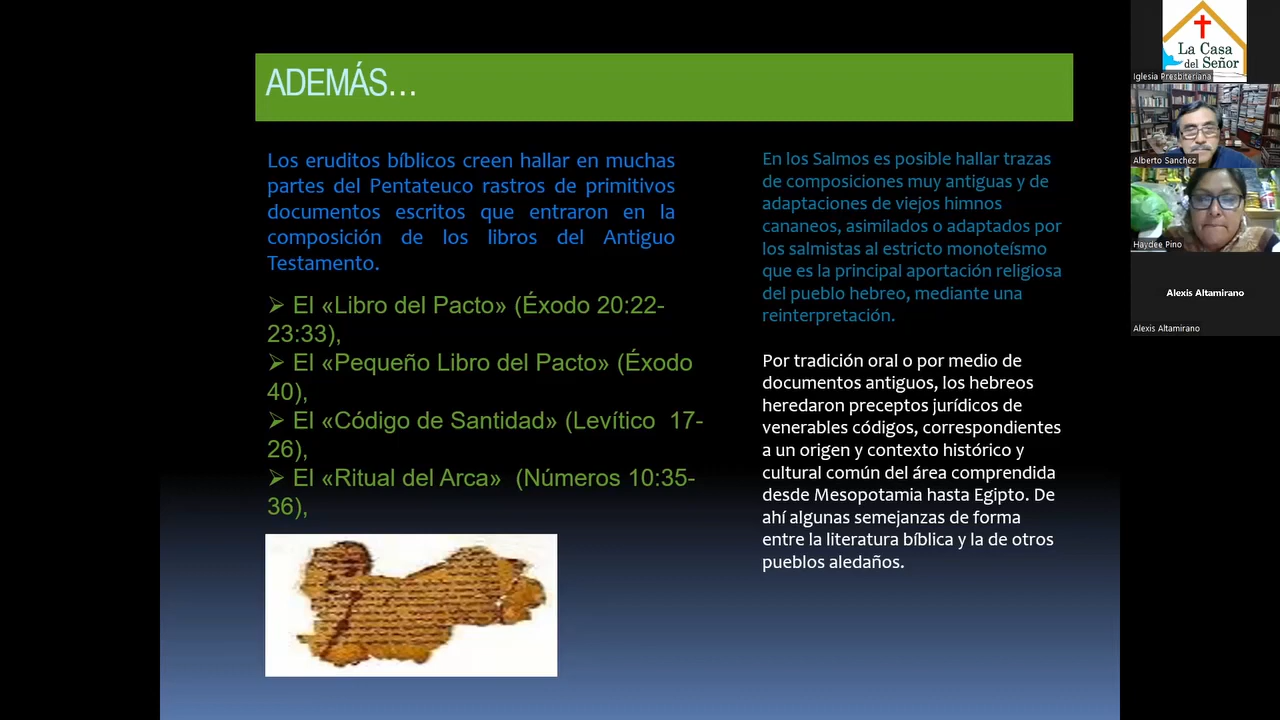 ADEMÁS...
Los eruditos bíblicos creen hallar en muchas
partes del Pentateuco rastros de primitivos
documentos escritos que entraron en la
composición de los libros del Antiguo
Testamento.
➢ El «Libro del Pacto» (Éxodo 20:22-
23:33),
➢ El «Pequeño Libro del Pacto» (Éxodo
40),
➢ El «Código de Santidad» (Levítico 17-
26),
➢ El «Ritual del Arca» (Números 10:35-
36),
En los Salmos es posible hallar trazas
de composiciones muy antiguas y de
adaptaciones de viejos himnos
cananeos, asimilados o adaptados por
los salmistas al estricto monoteísmo
que es la principal aportación religiosa
del pueblo hebreo, mediante una
reinterpretación.
Por tradición oral o por medio de
documentos antiguos, los hebreos
heredaron preceptos jurídicos de
venerables códigos, correspondientes
a un origen y contexto histórico y
cultural común del área comprendida
desde Mesopotamia hasta Egipto. De
ahí algunas semejanzas de forma
entre la literatura bíblica y la de otros
pueblos aledaños.
La Casa
del Señor
Iglesia Presbiteriana
Alberto Sanchez
Haydee Pino
Alexis Altamirano
Alexis Altamirano